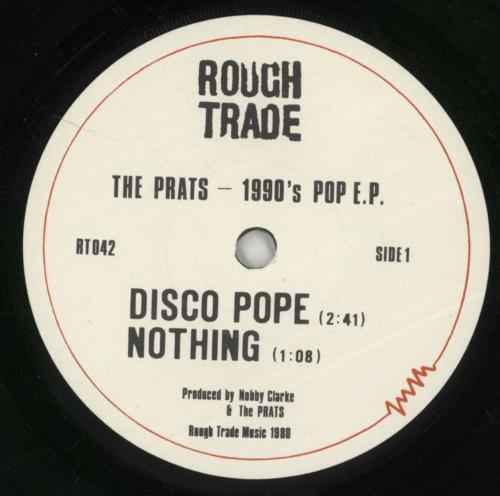 ROUGH
TRADE
THE PRATS – 1990's POP E.P.
RT042
SIDE 1
DISCO POPE (2:41)
NOTHING (1:08)
Produced by Nobby Clarke
& The PRATS
Rough Trade Music 1980